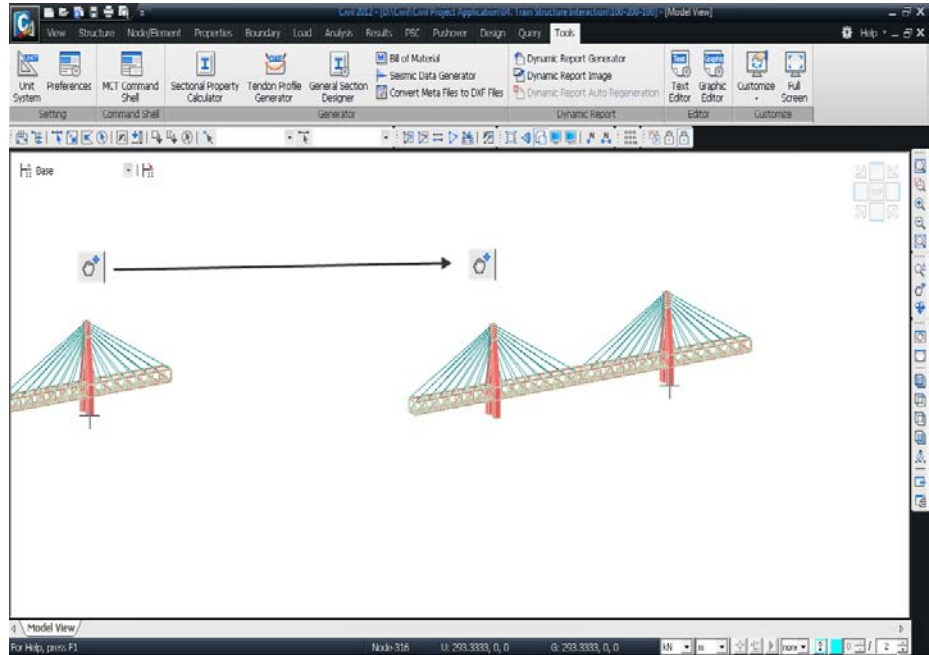 Civil 2012 - [D:\Civil\Civil Project Application\04. Train Structure Interaction\100-200-100] - [Model View]
View Structure Node/Element Properties Boundary Load Analysis Results PSC Pushover Design Query Tools Help
Unit System
Preferences
MCT Command Shell
Sectional Property Calculator
Tendon Profile Generator
General Section Designer
Bill of Material
Seismic Data Generator
Convert Meta Files to DXF Files
Dynamic Report Generator
Dynamic Report Image
Dynamic Report Auto Regeneration
Text Editor
Graphic Editor
Customize
Full Screen
Setting Command Shell Generator Dynamic Report Editor Customize
Base
TOP
Model View
For Help, press F1 Node-316 U: 293.3333, 0, 0 G: 293.3333, 0, 0 kN m none ? 0 / 2